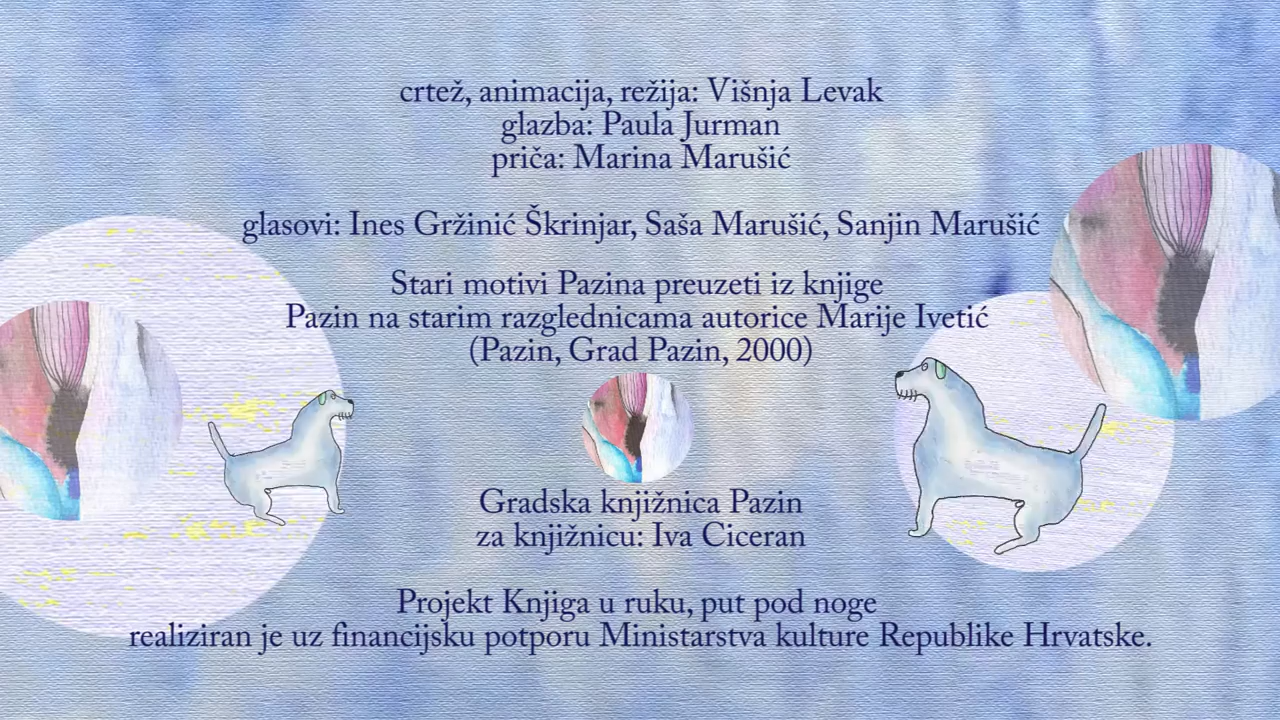 crtež, animacija, režija: Višnja Levak
glazba: Paula Jurman
priča: Marina Marušić
glasovi: Ines Gržinić Škrinjar, Saša Marušić, Sanjin Marušić
Stari motivi Pazina preuzeti iz knjige
Pazin na starim razglednicama autorice Marije Ivetić
(Pazin, Grad Pazin, 2000)
Gradska knjižnica Pazin
za knjižnicu: Iva Ciceran
Projekt Knjiga u ruku, put pod noge
realiziran je uz financijsku potporu Ministarstva kulture Republike Hrvatske.